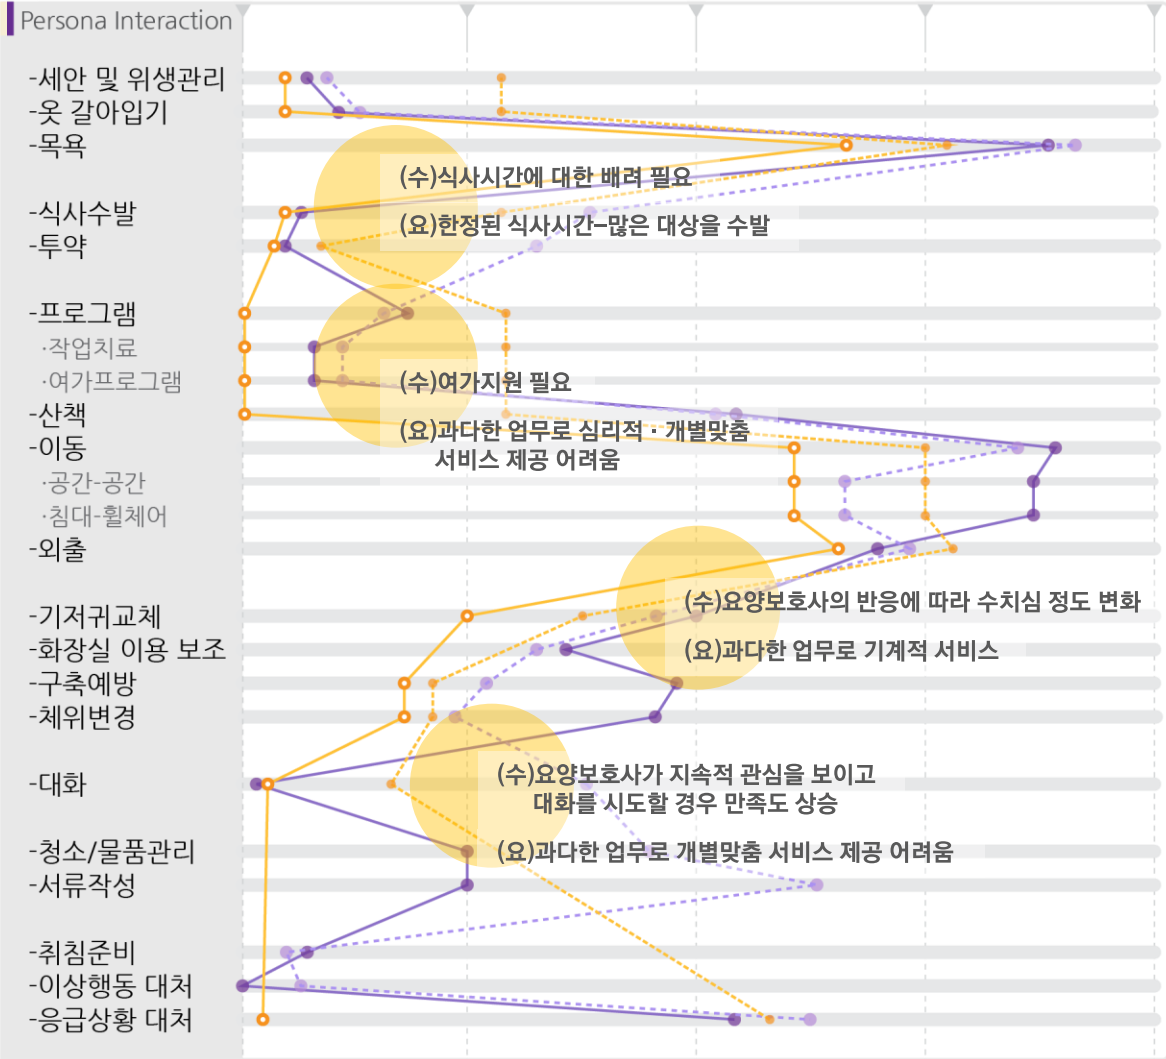 Persona Interaction
-세안 및 위생관리
-옷 갈아입기
-목욕
(수)식사시간에 대한 배려 필요
-식사수발
(요)한정된 식사시간–많은 대상을 수발
-투약
-프로그램
·작업치료
·여가프로그램
(수)여가지원 필요
-산책
(요)과다한 업무로 심리적 · 개별맞춤
서비스 제공 어려움
-이동
·공간-공간
·침대-휠체어
-외출
(수)요양보호사의 반응에 따라 수치심 정도 변화
-기저귀교체
-화장실 이용 보조
(요)과다한 업무로 기계적 서비스
-구축예방
-체위변경
(수)요양보호사가 지속적 관심을 보이고
대화를 시도할 경우 만족도 상승
-대화
-청소/물품관리
(요)과다한 업무로 개별맞춤 서비스 제공 어려움
-서류작성
-취침준비
-이상행동 대처
-응급상황 대처